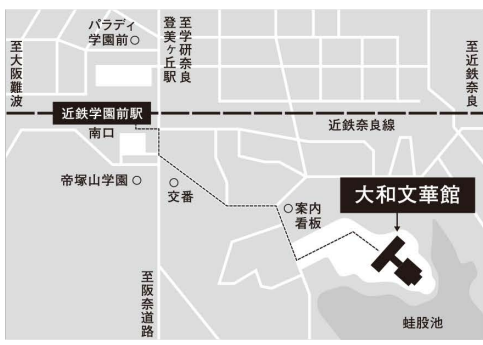 パラディ
学園前
至大阪難波
至学研奈良
登美ヶ丘駅
至近鉄奈良
近鉄学園前駅
南口
近鉄奈良線
帝塚山学園
交番
案内
看板
大和文華館
至阪奈道路
蛙股池